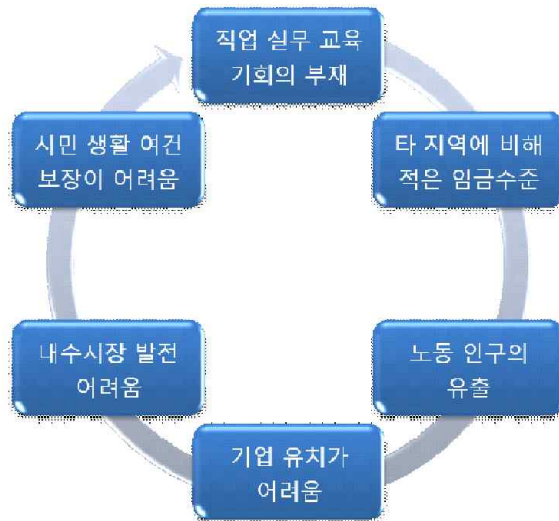 직업 실무 교육
기회의 부재
타 지역에 비해
적은 임금수준
노동 인구의
유출
기업 유치가
어려움
내수시장 발전
어려움
시민 생활 여건
보장이 어려움